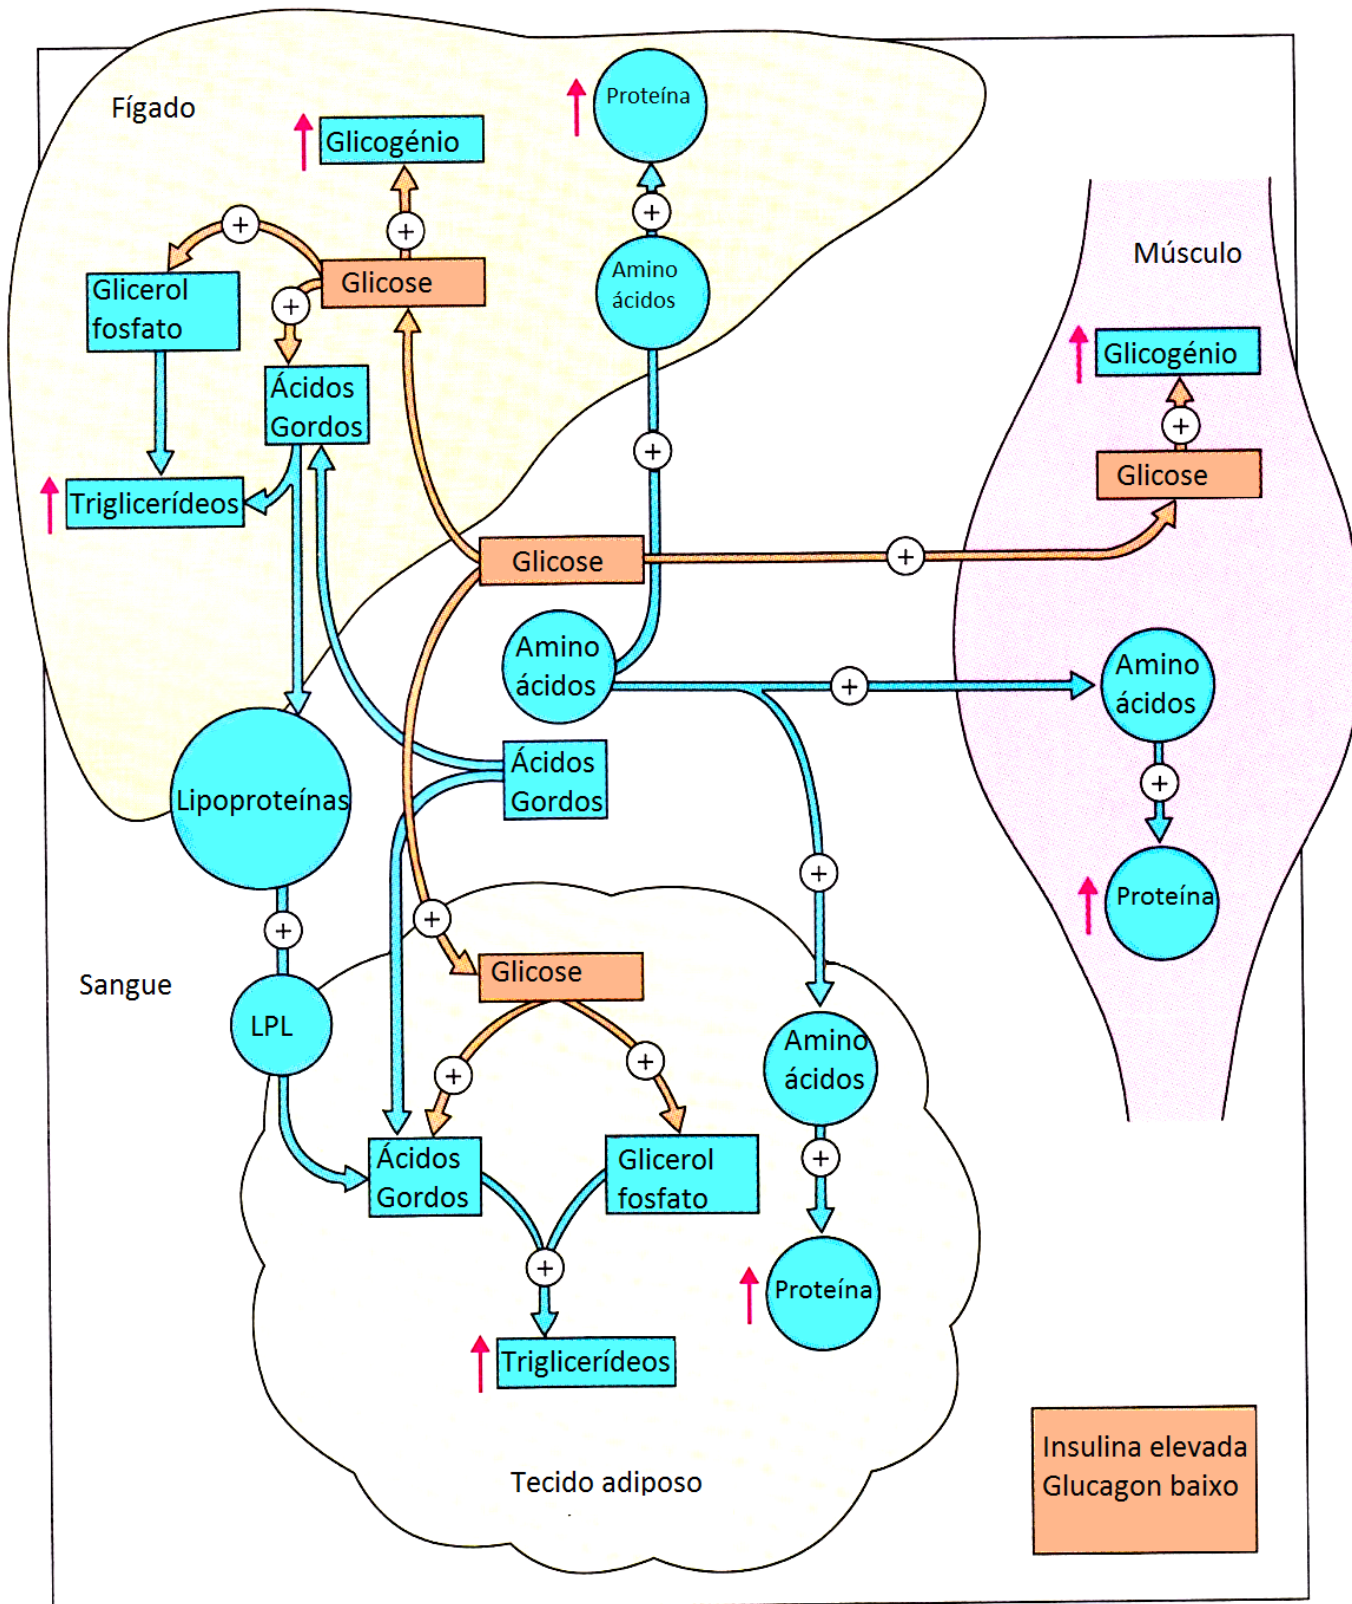 Fígado
Proteína
Glicogénio
Amino
ácidos
Glicose
Glicerol
fosfato
Ácidos
Gordos
Triglicerídeos
Músculo
Glicogénio
Glicose
Glicose
Amino
ácidos
Amino
ácidos
Ácidos
Gordos
Lipoproteínas
Proteína
Sangue
LPL
Glicose
Amino
ácidos
Ácidos
Gordos
Glicerol
fosfato
Proteína
Triglicerídeos
Tecido adiposo
Insulina elevada
Glucagon baixo